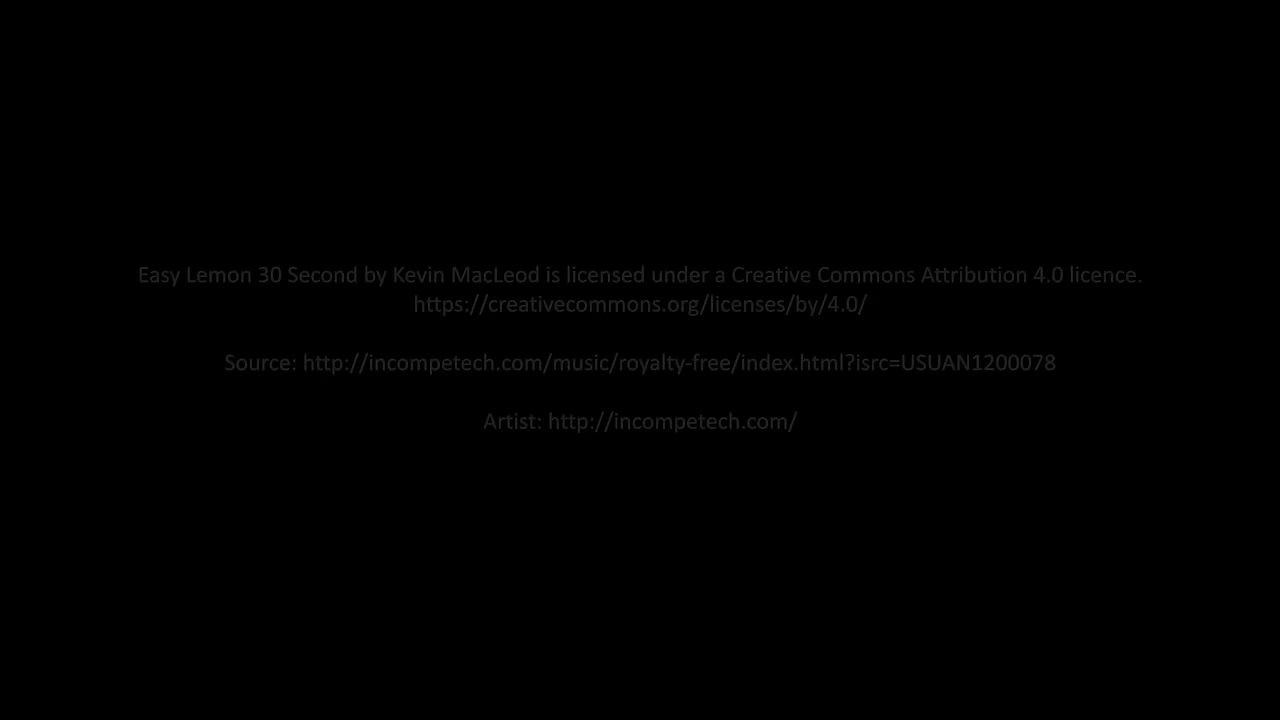 Easy Lemon 30 Second by Kevin MacLeod is licensed under a Creative Commons Attribution 4.0 licence.
https://creativecommons.org/licenses/by/4.0/
Source: http://incompetech.com/music/royalty-free/index.html?isrc=USUAN1200078
Artist: http://incompetech.com/